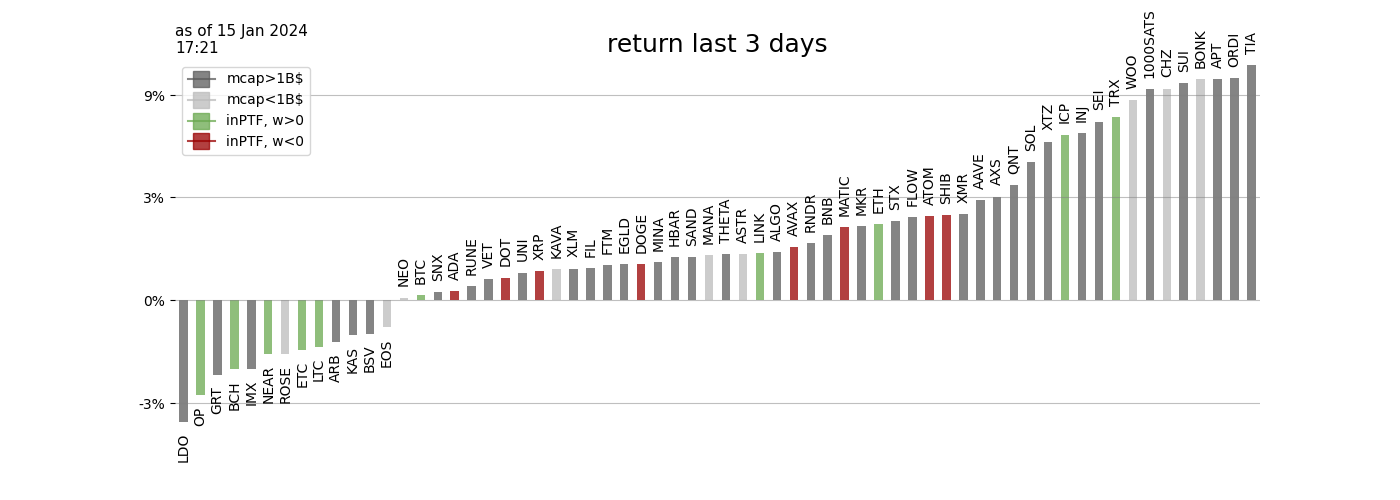 as of 15 Jan 2024
17:21
return last 3 days
mcap>1B$
mcap<1B$
inPTF, w>0
inPTF, w<0
9%
3%
0%
-3%
LDO
OP
GRT
BCH
IMX
NEAR
ROSE
ETC
LTC
ARB
KAS
BSV
EOS
NEO
BTC
SNX
ADA
RUNE
VET
DOT
UNI
XRP
KAVA
XLM
FIL
FTM
EGLD
DOGE
MINA
HBAR
SAND
MANA
THETA
ASTR
LINK
ALGO
AVAX
RNDR
BNB
MATIC
MKR
ETH
STX
FLOW
ATOM
SHIB
XMR
AAVE
AXS
QNT
SOL
XTZ
ICP
INJ
SEI
TRX
WOO
1000SATS
CHZ
SUI
BONK
APT
ORDI
TIA